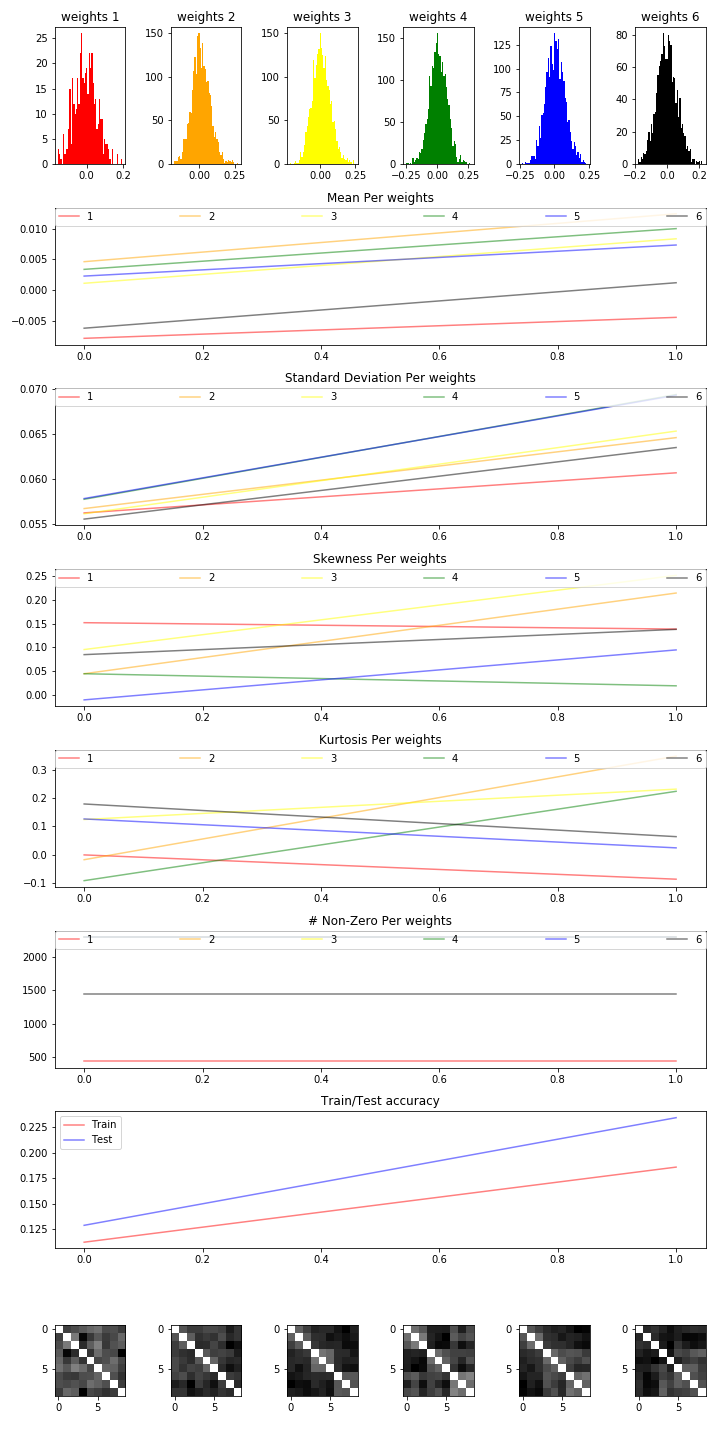 weights 1 weights 2 weights 3 weights 4 weights 5 weights 6
25 150 150 150 125 80
20 100 60
15 100 100 100 75 40
10 50 50 50 50 20
5 25
0 0 0 0 0 0
0.0 0.2 0.00 0.25 0.00 0.25 −0.25 0.00 0.25 0.00 0.25 −0.2 0.0 0.2
Mean Per weights
1 2 3 4 5 6
0.010
0.005
0.000
−0.005
0.0 0.2 0.4 0.6 0.8 1.0
Standard Deviation Per weights
0.070
1 2 3 4 5 6
0.065
0.060
0.055
0.0 0.2 0.4 0.6 0.8 1.0
Skewness Per weights
0.25 1 2 3 4 5 6
0.20
0.15
0.10
0.05
0.00
0.0 0.2 0.4 0.6 0.8 1.0
Kurtosis Per weights
1 2 3 4 5 6
0.3
0.2
0.1
0.0
−0.1
0.0 0.2 0.4 0.6 0.8 1.0
# Non-Zero Per weights
1 2 3 4 5 6
2000
1500
1000
500
0.0 0.2 0.4 0.6 0.8 1.0
Train/Test accuracy
0.225 Train
Test
0.200
0.175
0.150
0.125
0.0 0.2 0.4 0.6 0.8 1.0
0 0 0 0 0 0
5 5 5 5 5 5
0 5 0 5 0 5 0 5 0 5 0 5